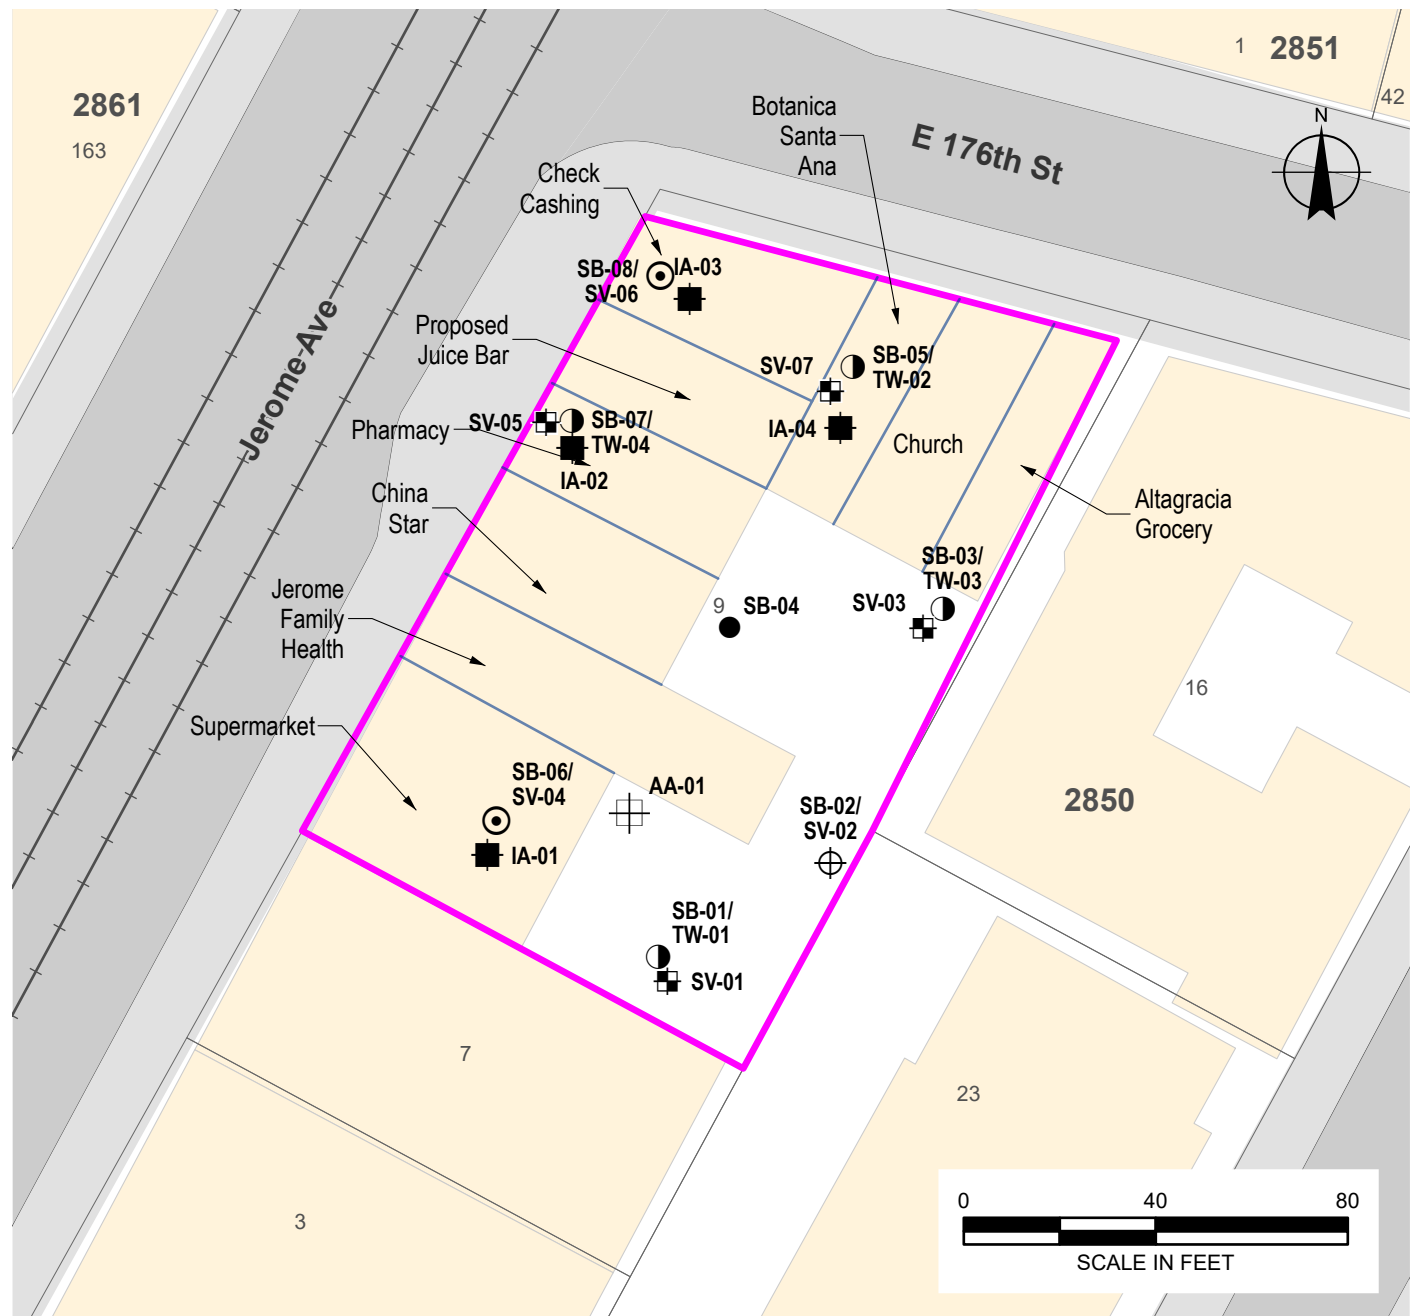 2861
163
1 2851
42
N
E 176th St
Botanica
Santa
Ana
Check
Cashing
SB-08/
SV-06
IA-03
Jerome Ave
Proposed
Juice Bar
SV-07
SB-05/
TW-02
IA-04
Church
Pharmacy
SV-05
SB-07/
TW-04
IA-02
China
Star
Altagracia
Grocery
SB-03/
TW-03
SV-03
9
SB-04
Jerome
Family
Health
16
Supermarket
SB-06/
SV-04
IA-01
AA-01
SB-02/
SV-02
2850
SB-01/
TW-01
SV-01
7
23
3
0 40 80
SCALE IN FEET